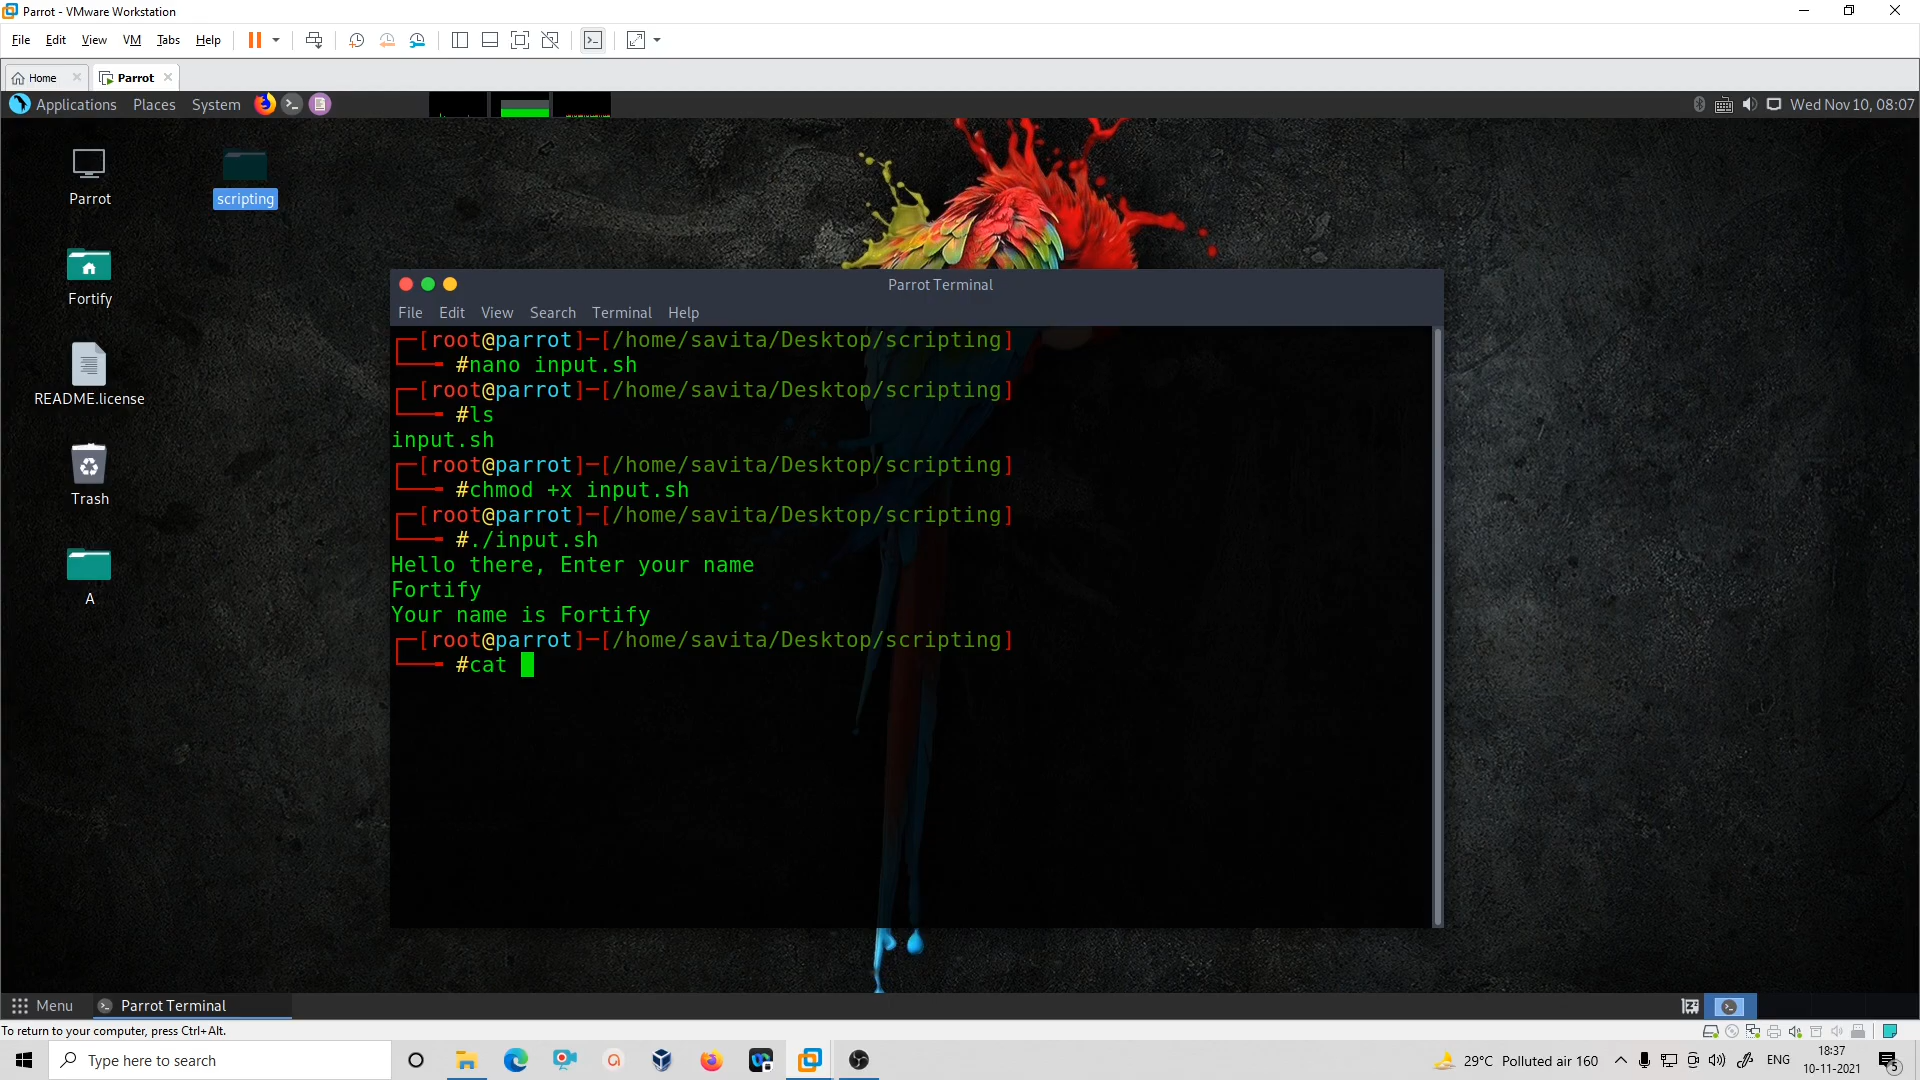 Parrot - VMware Workstation
File Edit View VM Tabs Help
Home Parrot
Applications Places System Wed Nov 10, 08:07
Parrot
scripting
Fortify
README.license
Trash
A
Parrot Terminal
File Edit View Search Terminal Help
┌─[root@parrot]─[/home/savita/Desktop/scripting]
└──╼ #nano input.sh
┌─[root@parrot]─[/home/savita/Desktop/scripting]
└──╼ #ls
input.sh
┌─[root@parrot]─[/home/savita/Desktop/scripting]
└──╼ #chmod +x input.sh
┌─[root@parrot]─[/home/savita/Desktop/scripting]
└──╼ #./input.sh
Hello there, Enter your name
Fortify
Your name is Fortify
┌─[root@parrot]─[/home/savita/Desktop/scripting]
└──╼ #cat
Menu Parrot Terminal
To return to your computer, press Ctrl+Alt.
Type here to search
29°C Polluted air 160
ENG
18:37
10-11-2021
5